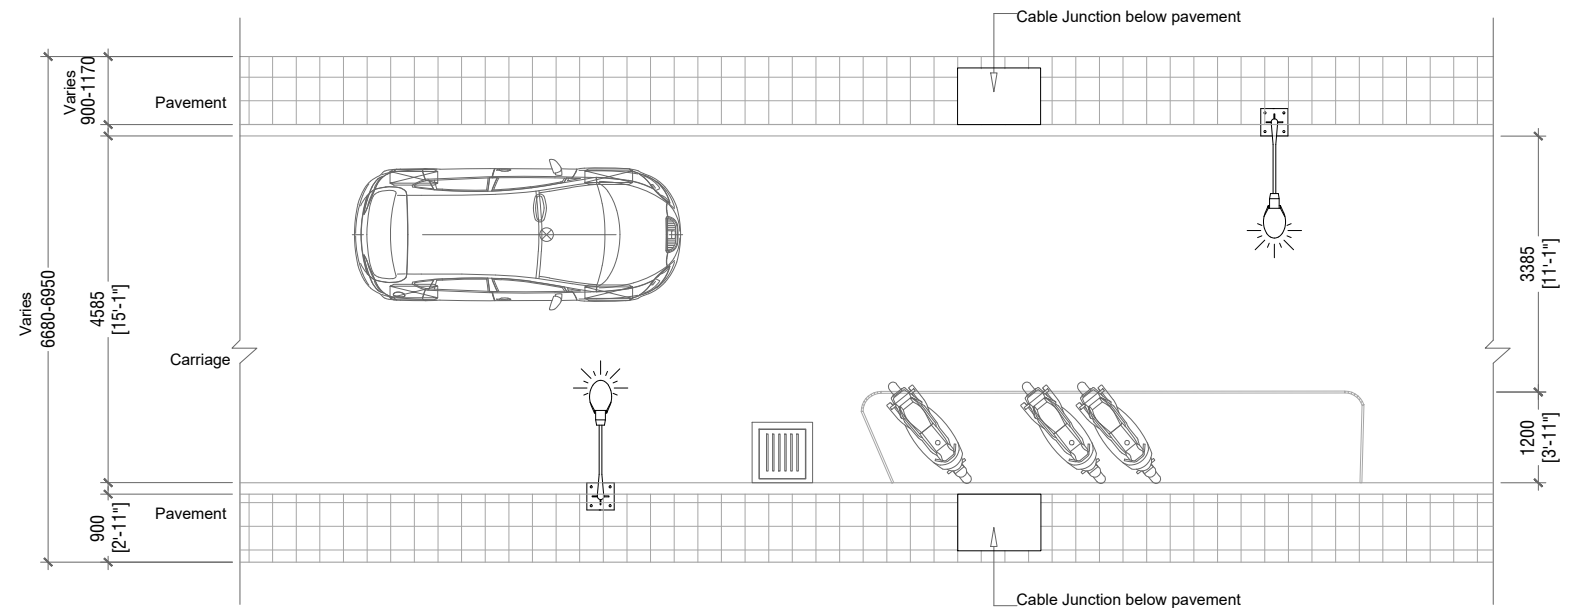 Cable Junction below pavement
Varies
900-1170
Pavement
Varies
6680-6950
4585
[15'-1"]
3385
[11'-1"]
Carriage
1200
[3'-11"]
900
[2'-11"]
Pavement
Cable Junction below pavement